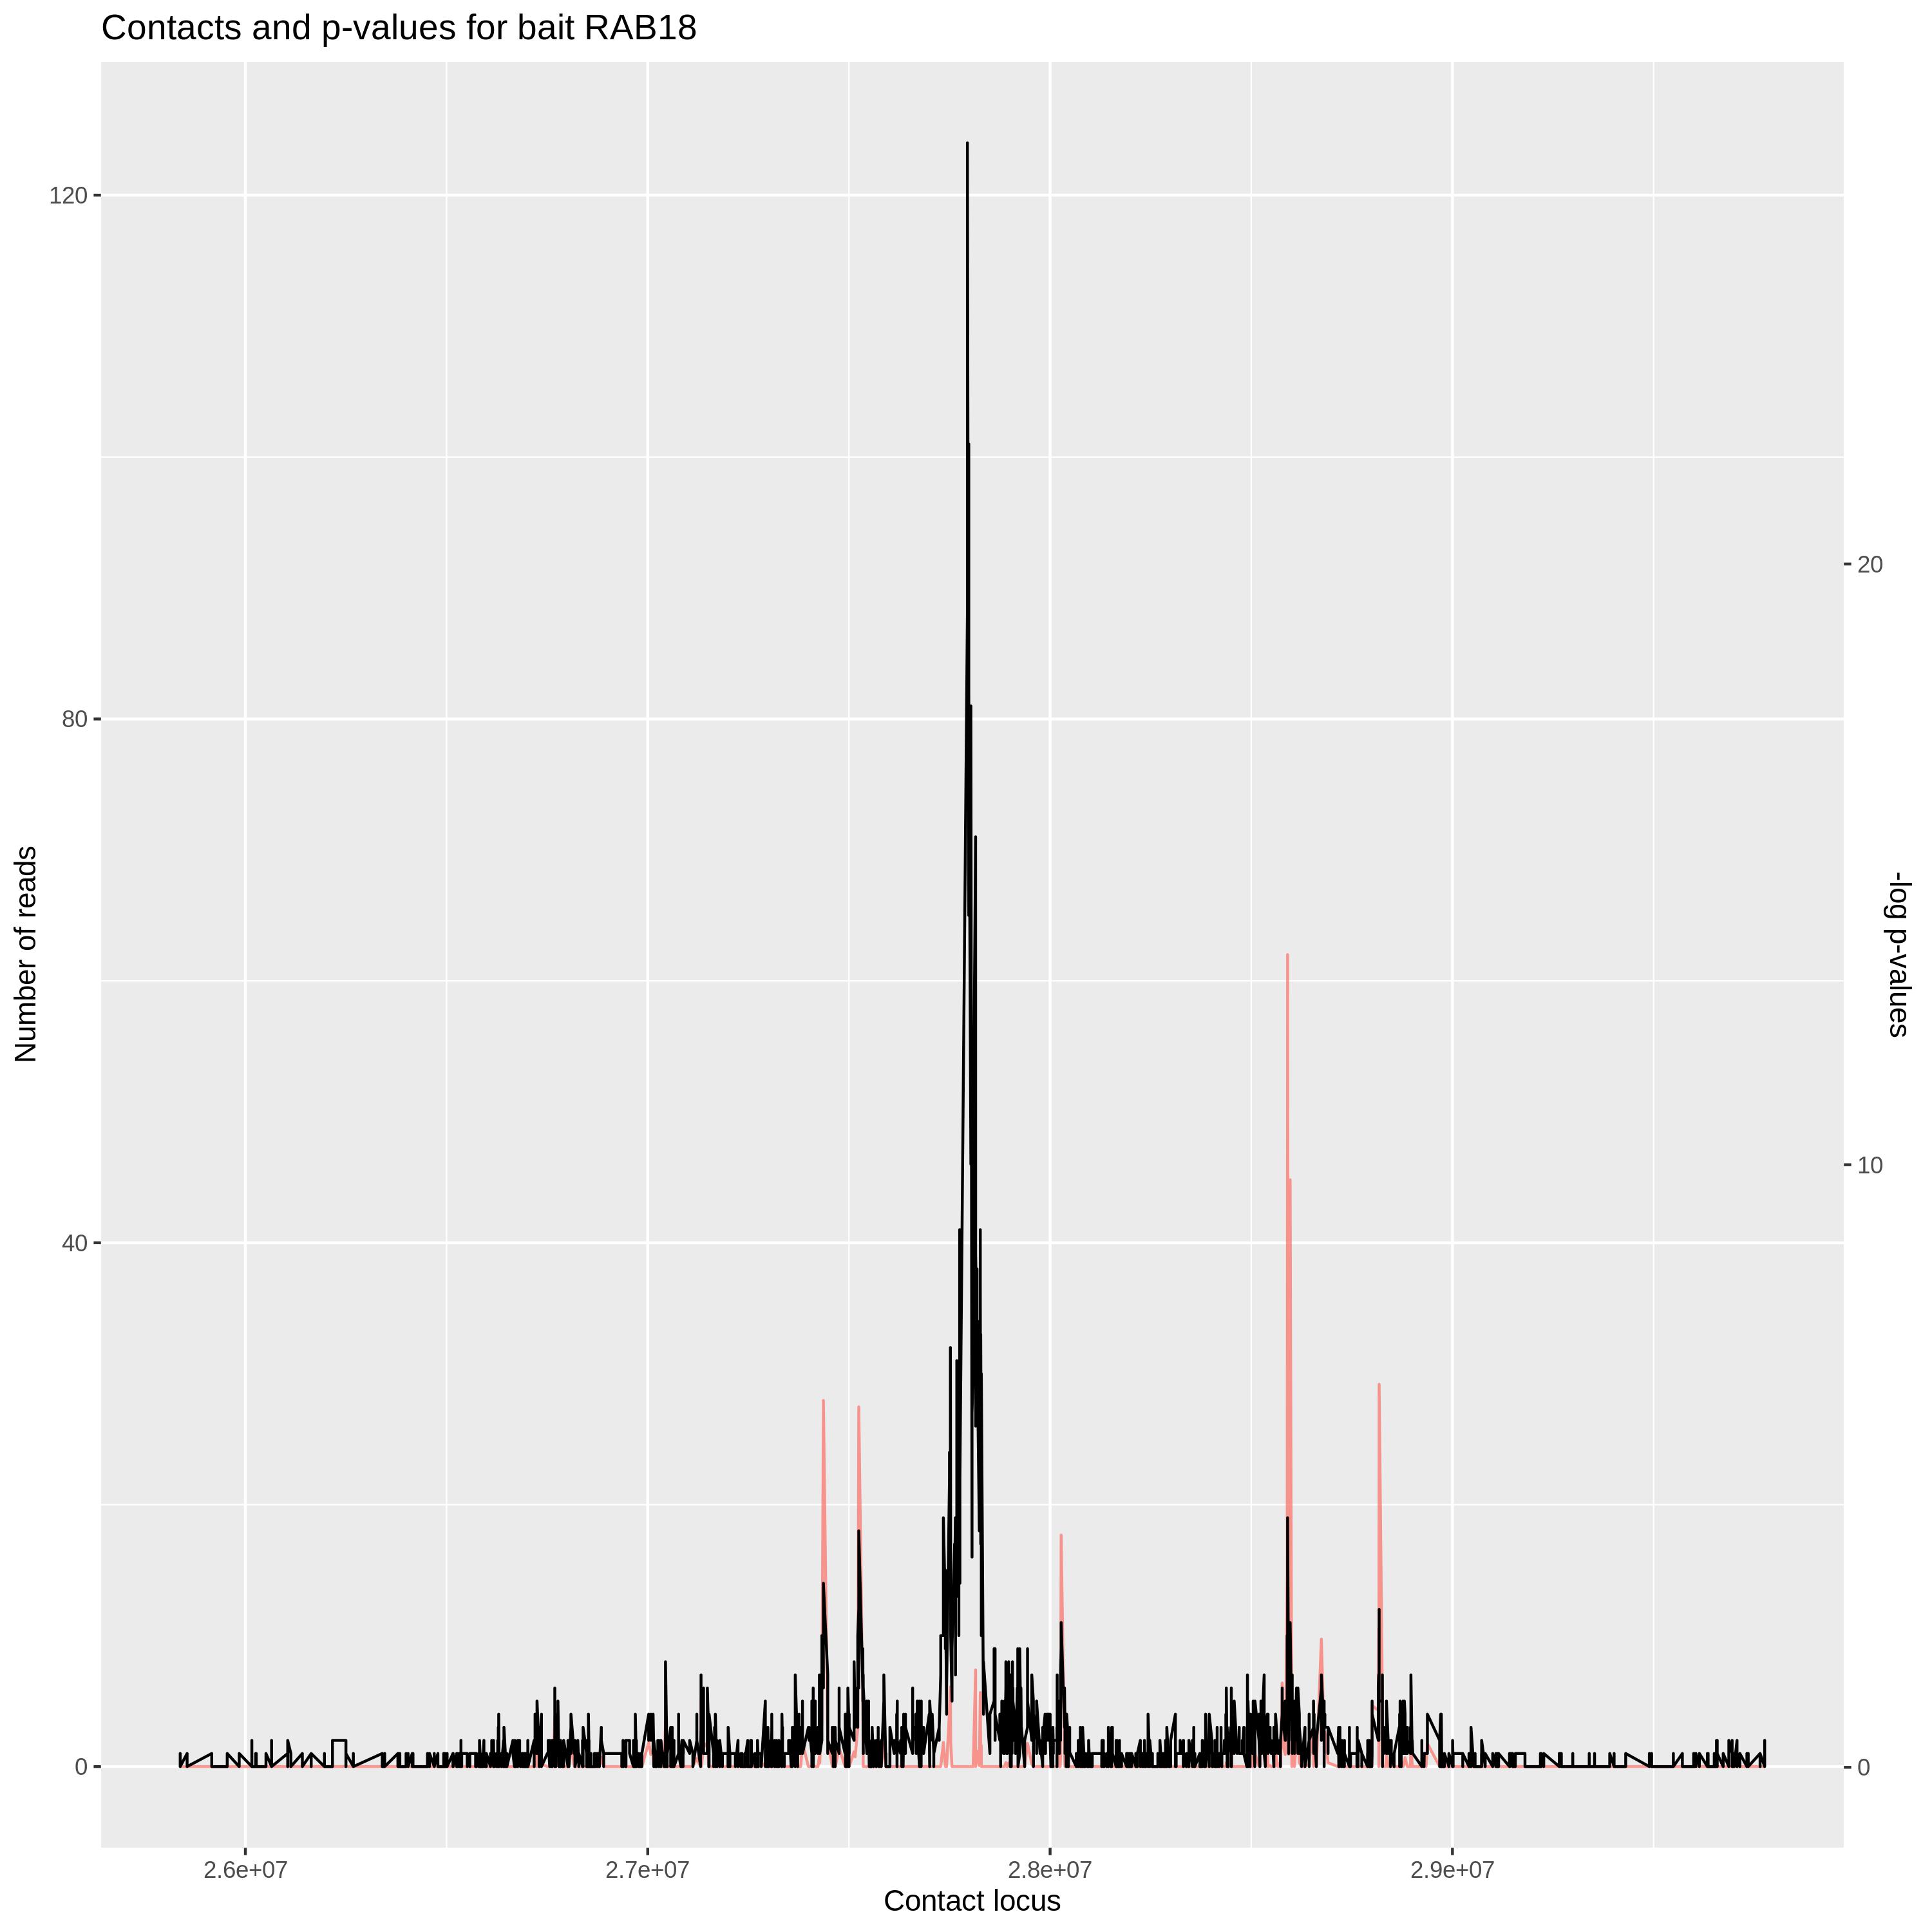 Contacts and p-values for bait RAB18
120
80
40
0
20
10
0
Number of reads
-log p-values
2.6e+07
2.7e+07
2.8e+07
2.9e+07
Contact locus